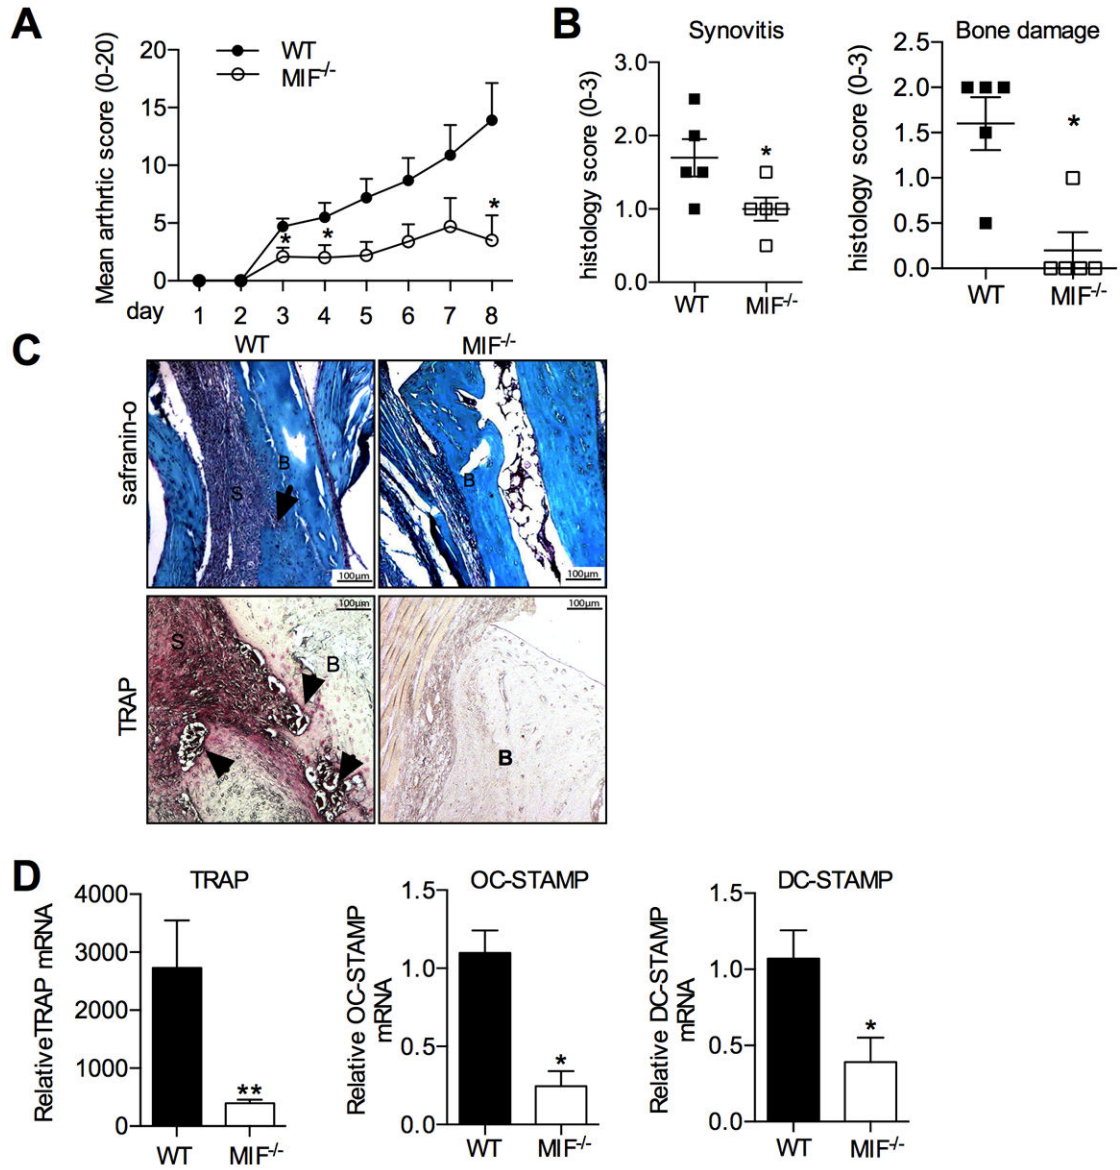 A
Mean arthrtic score (0-20)
20
15
10
5
0
WT
MIF-/-
*
*
*
day
1 2 3 4 5 6 7 8
B
Synovitis
histology score (0-3)
3.0
2.0
1.0
0.0
*
WT MIF-/-
Bone damage
histology score (0-3)
2.5
2.0
1.5
1.0
0.5
0.0
*
WT MIF-/-
C
WT MIF-/-
safranin-o
S
B
100µm
B
100µm
TRAP
S
B
100µm
B
100µm
D
TRAP
RelativeTRAP mRNA
4000
3000
2000
1000
0
**
WT MIF-/-
OC-STAMP
Relative OC-STAMP
mRNA
1.5
1.0
0.5
0.0
*
WT MIF-/-
DC-STAMP
Relative DC-STAMP
mRNA
1.5
1.0
0.5
0.0
*
WT MIF-/-